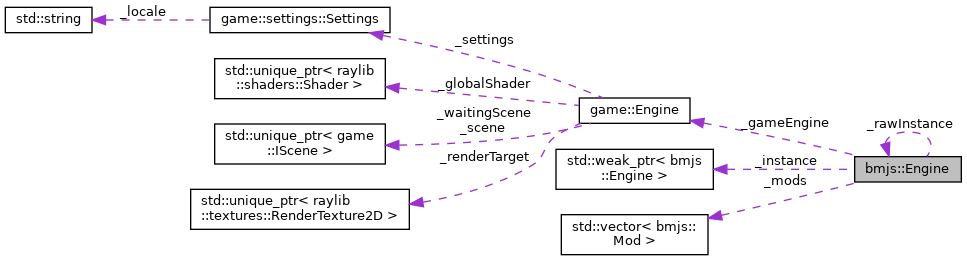 std::string
_locale
game::settings::Settings
_settings
std::unique_ptr< raylib
::shaders::Shader >
_globalShader
game::Engine
_waitingScene
_scene
std::unique_ptr< game
::IScene >
_renderTarget
std::unique_ptr< raylib
::textures::RenderTexture2D >
_gameEngine
_rawInstance
std::weak_ptr< bmjs
::Engine >
_instance
bmjs::Engine
_mods
std::vector< bmjs::
Mod >